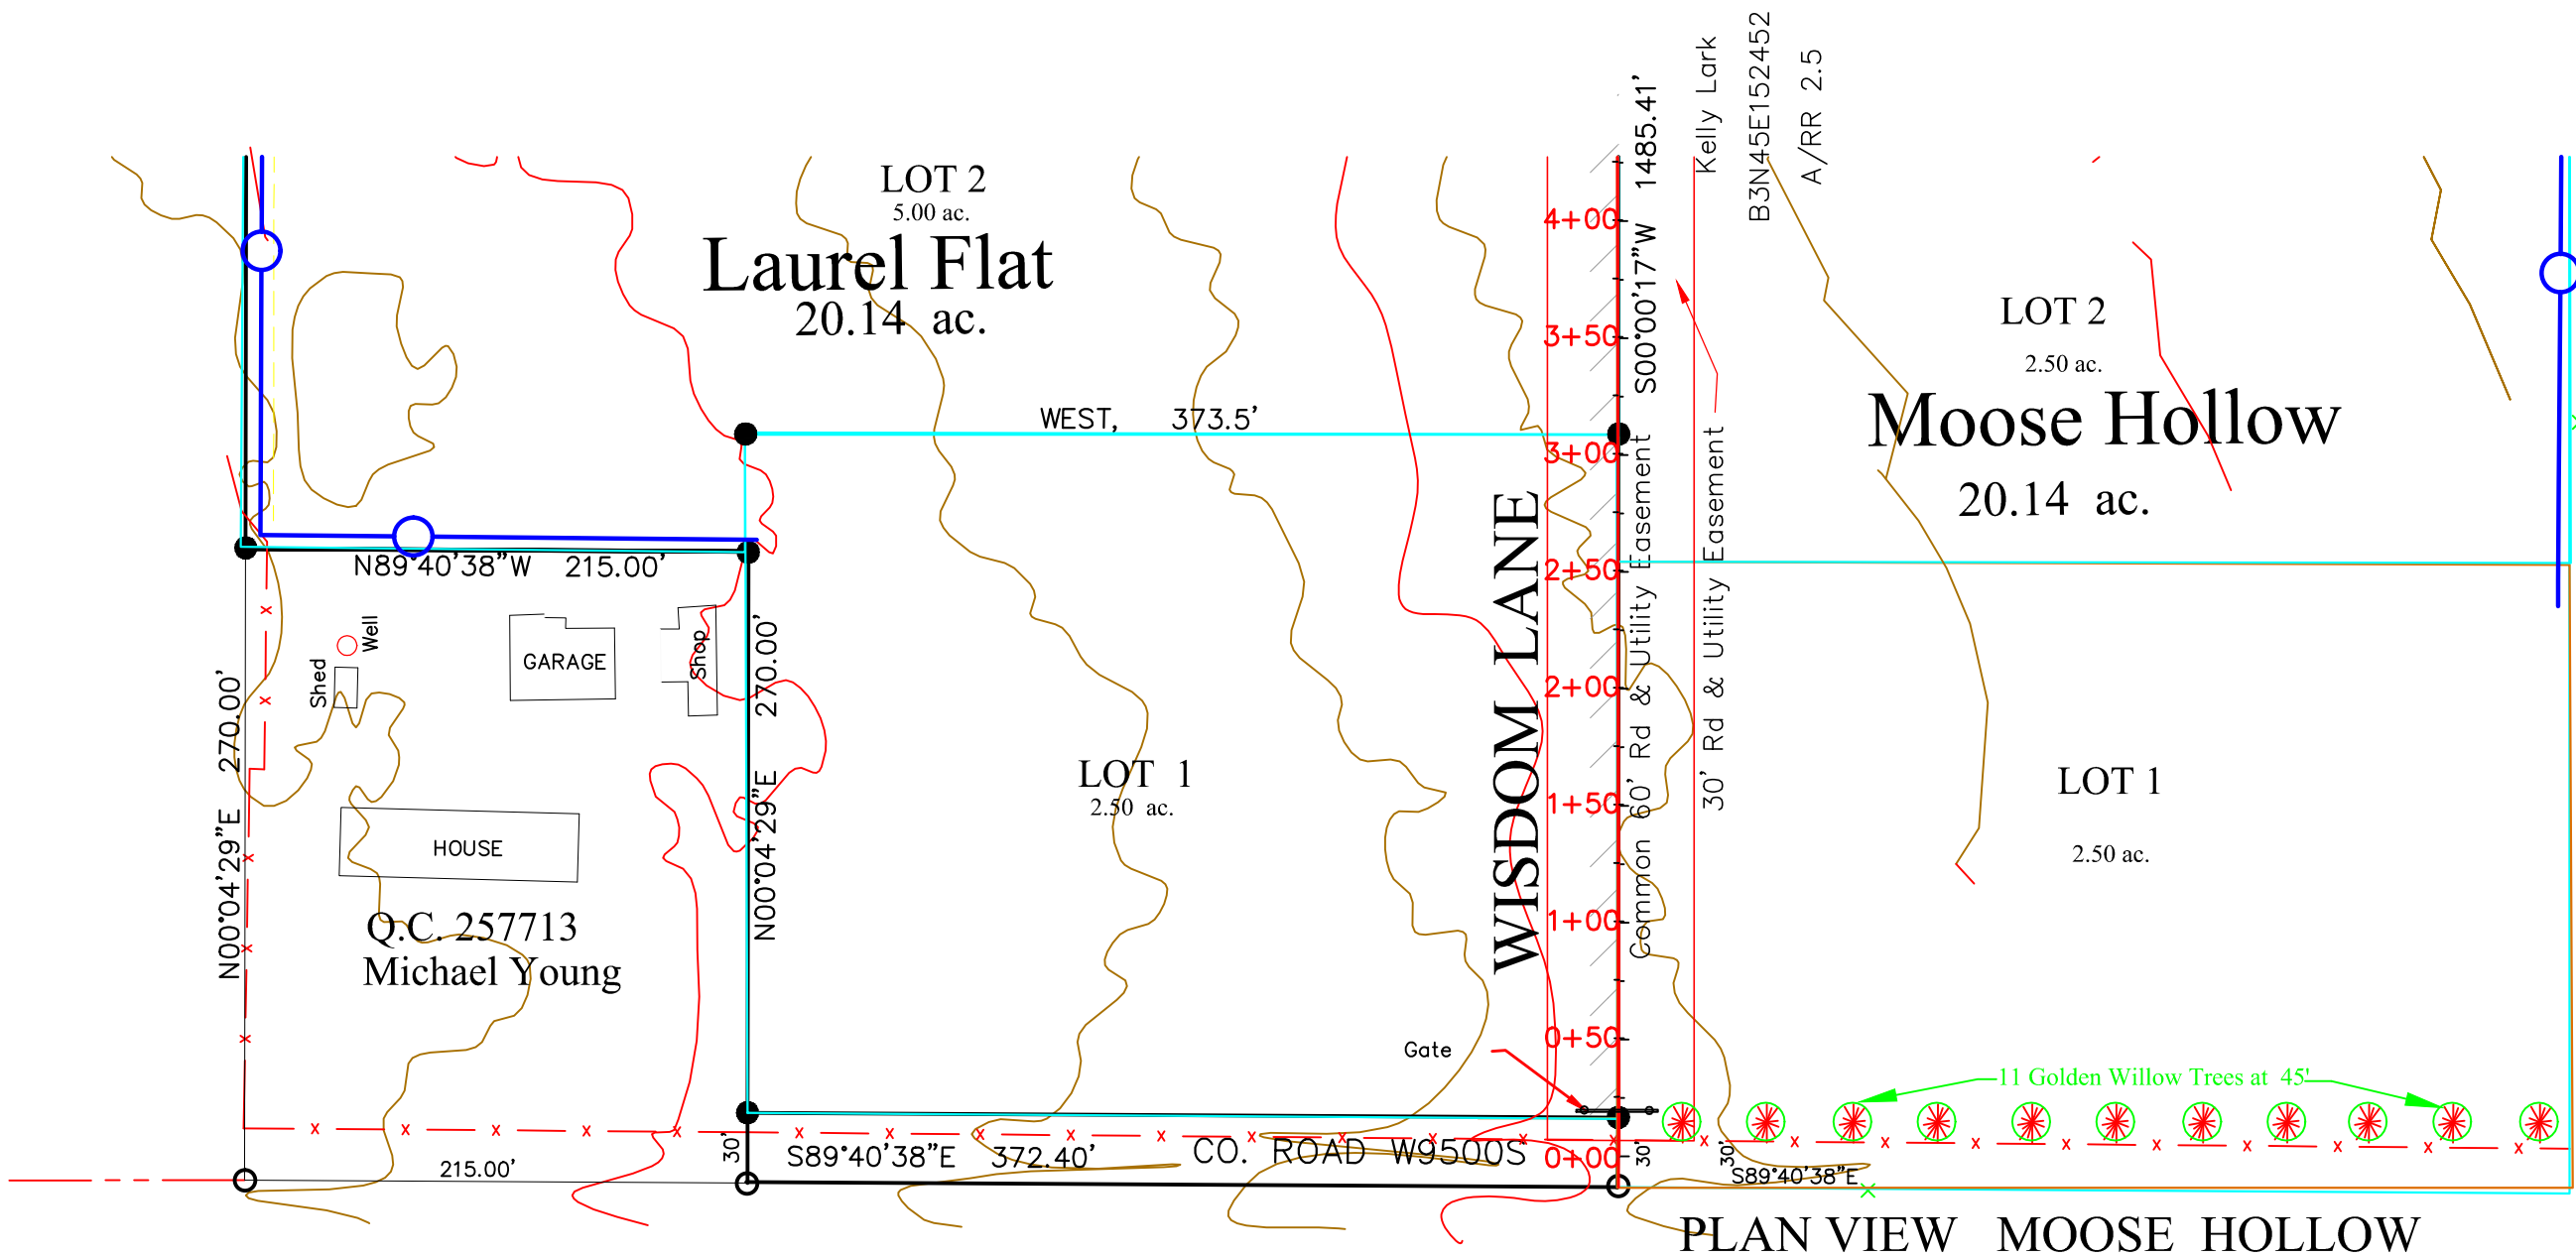 LOT 2
5.00 ac.
Laurel Flat
20.14 ac.
WEST, 373.5'
N89°40'38"W 215.00'
Well
Shed
GARAGE
Shop
270.00'
N00°04'29"E
HOUSE
Q.C. 257713
Michael Young
270.00'
N00°04'29"E
LOT 1
2.50 ac.
WISDOM LANE
4+00
3+50
3+00
2+50
2+00
1+50
1+00
0+50
0+00
S00°00'17"W 1485.41'
Kelly Lark
B3N45E152452
A/RR 2.5
Common 60' Rd & Utility Easement
30' Rd & Utility Easement
LOT 2
2.50 ac.
Moose Hollow
20.14 ac.
LOT 1
2.50 ac.
Gate
11 Golden Willow Trees at 45'
30'
S89°40'38"E 372.40'
CO. ROAD W9500S
30'
30'
S89°40'38"E
215.00'
PLAN VIEW MOOSE HOLLOW